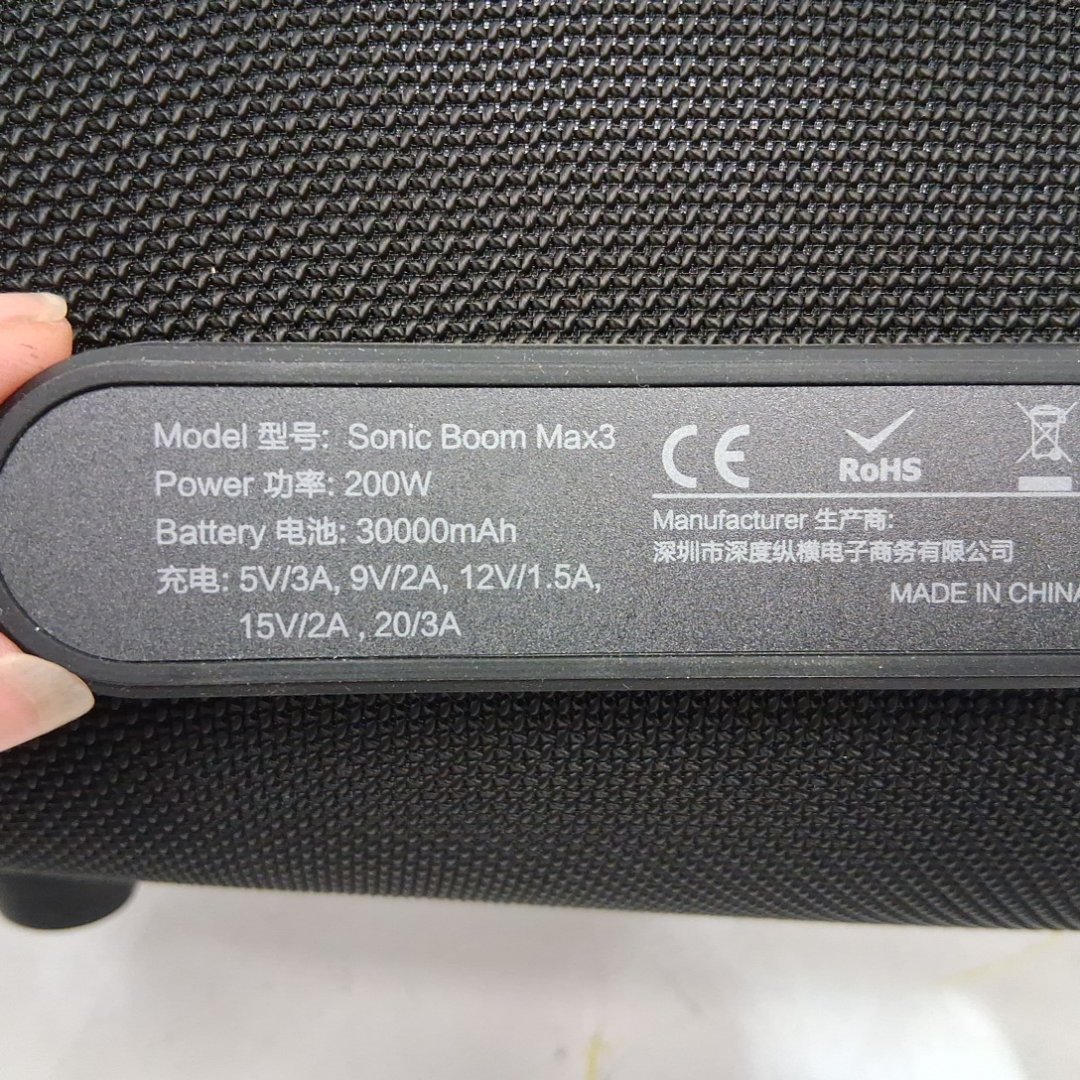 Model 型号: Sonic Boom Max3
Power 功率: 200W
Battery 电池: 30000mAh
充电: 5V/3A, 9V/2A, 12V/1.5A,
15V/2A , 20/3A
CE
RoHS
Manufacturer 生产商:
深圳市深度纵横电子商务有限公司
MADE IN CHINA